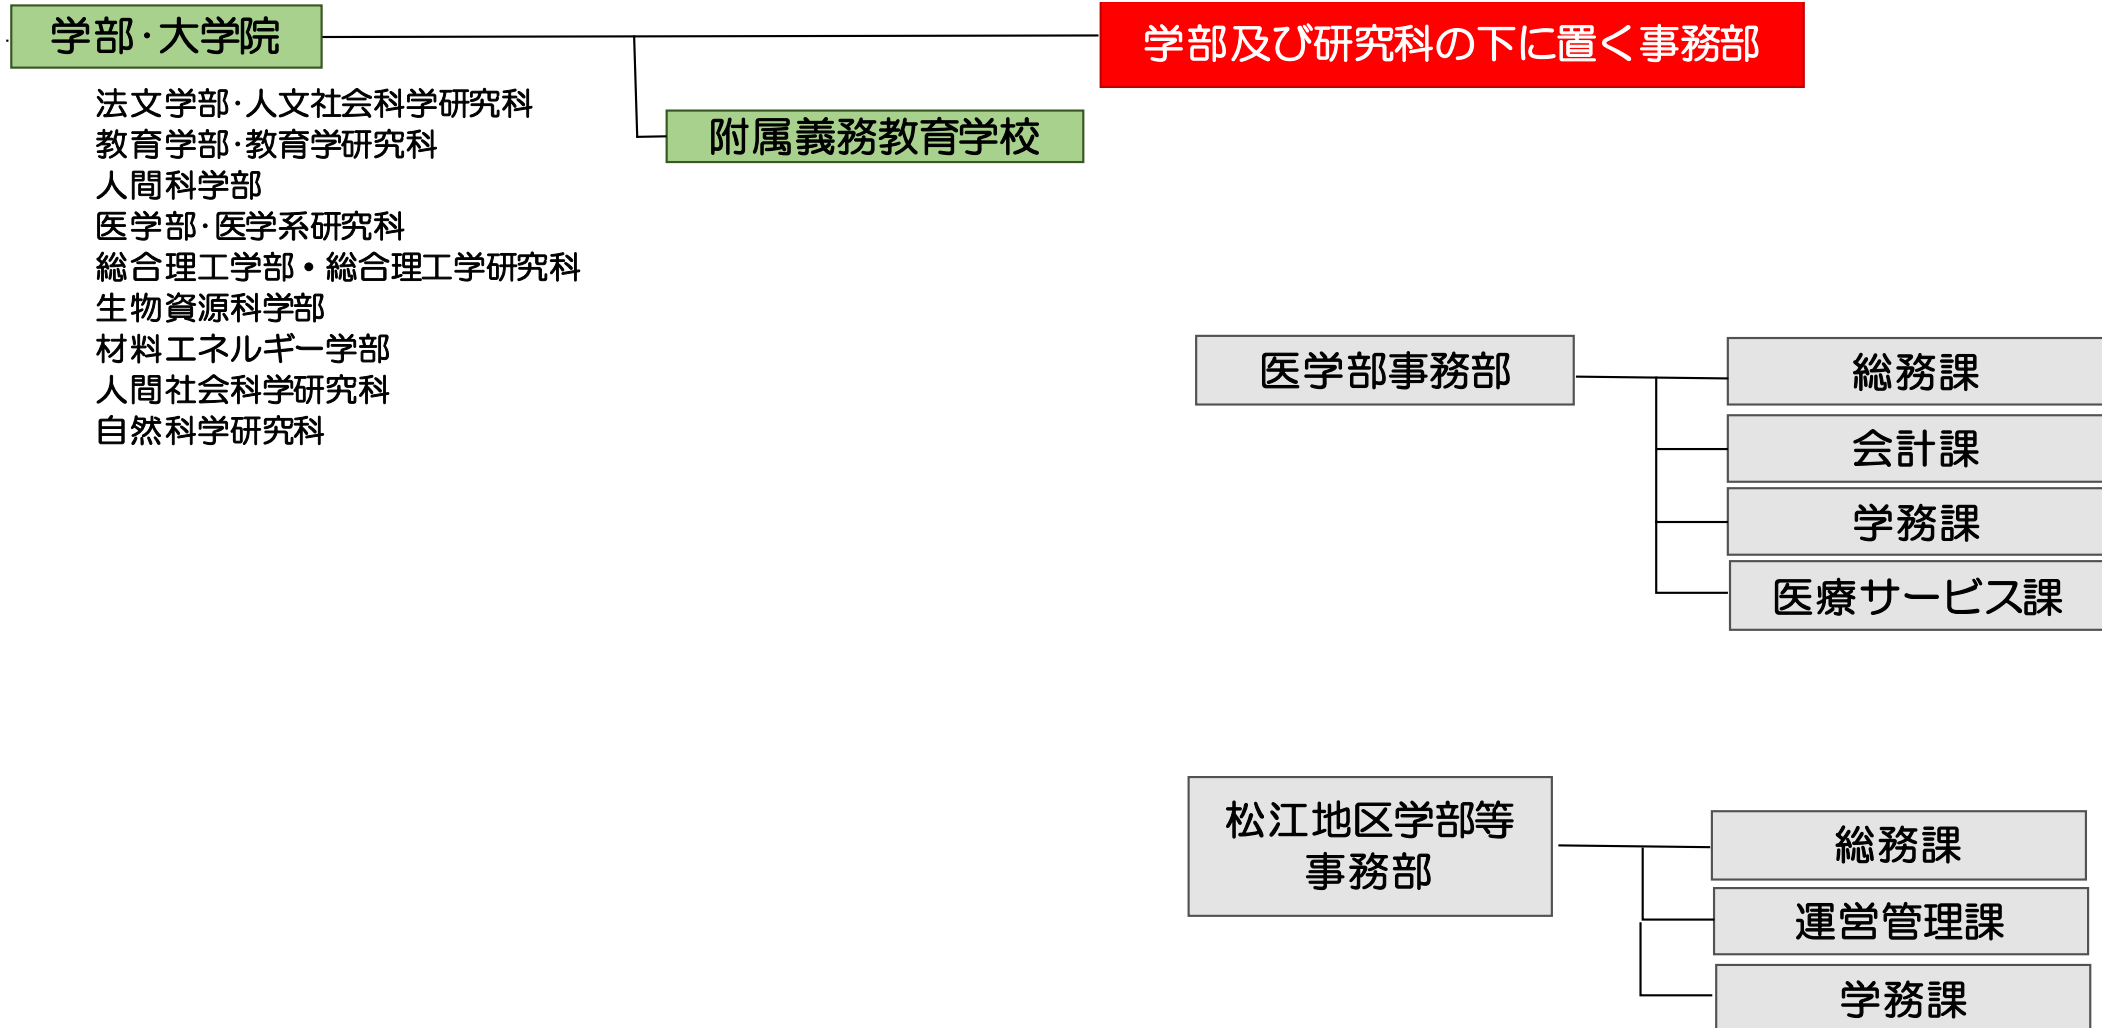 学部・大学院
学部及び研究科の下に置く事務部
附属義務教育学校
法文学部・人文社会科学研究科
教育学部・教育学研究科
人間科学部
医学部・医学系研究科
総合理工学部・総合理工学研究科
生物資源科学部
材料エネルギー学部
人間社会科学研究科
自然科学研究科
医学部事務部
総務課
会計課
学務課
医療サービス課
松江地区学部等
事務部
総務課
運営管理課
学務課